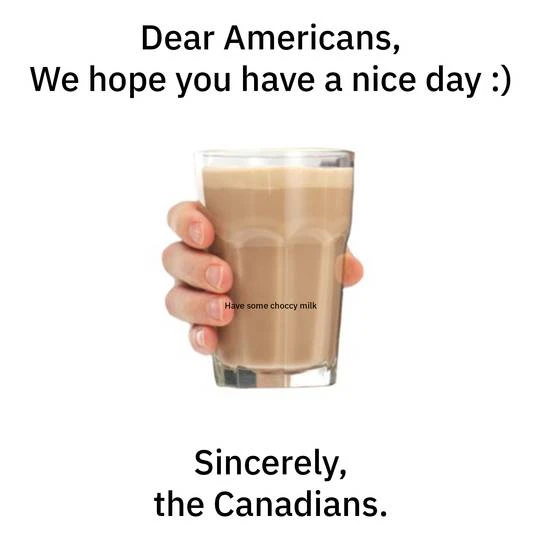 Dear Americans,
We hope you have a nice day :)
Have some choccy milk
Sincerely,
the Canadians.